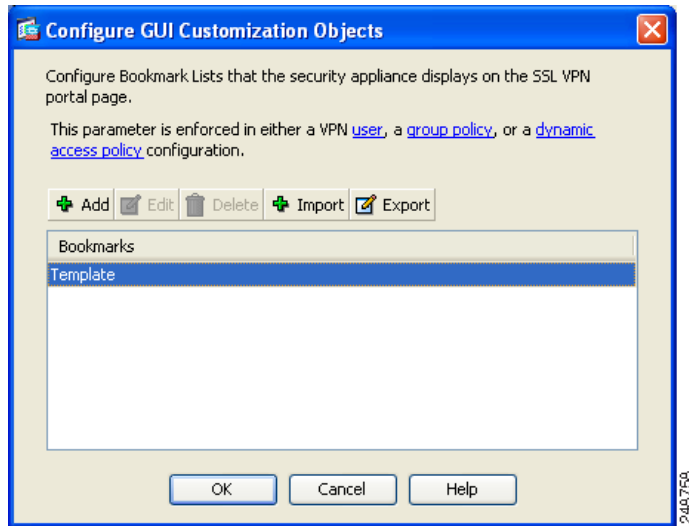 Configure GUI Customization Objects
Configure Bookmark Lists that the security appliance displays on the SSL VPN
portal page.
This parameter is enforced in either a VPN user, a group policy, or a dynamic
access policy configuration.
Add Edit Delete Import Export
Bookmarks
Template
OK Cancel Help
248768